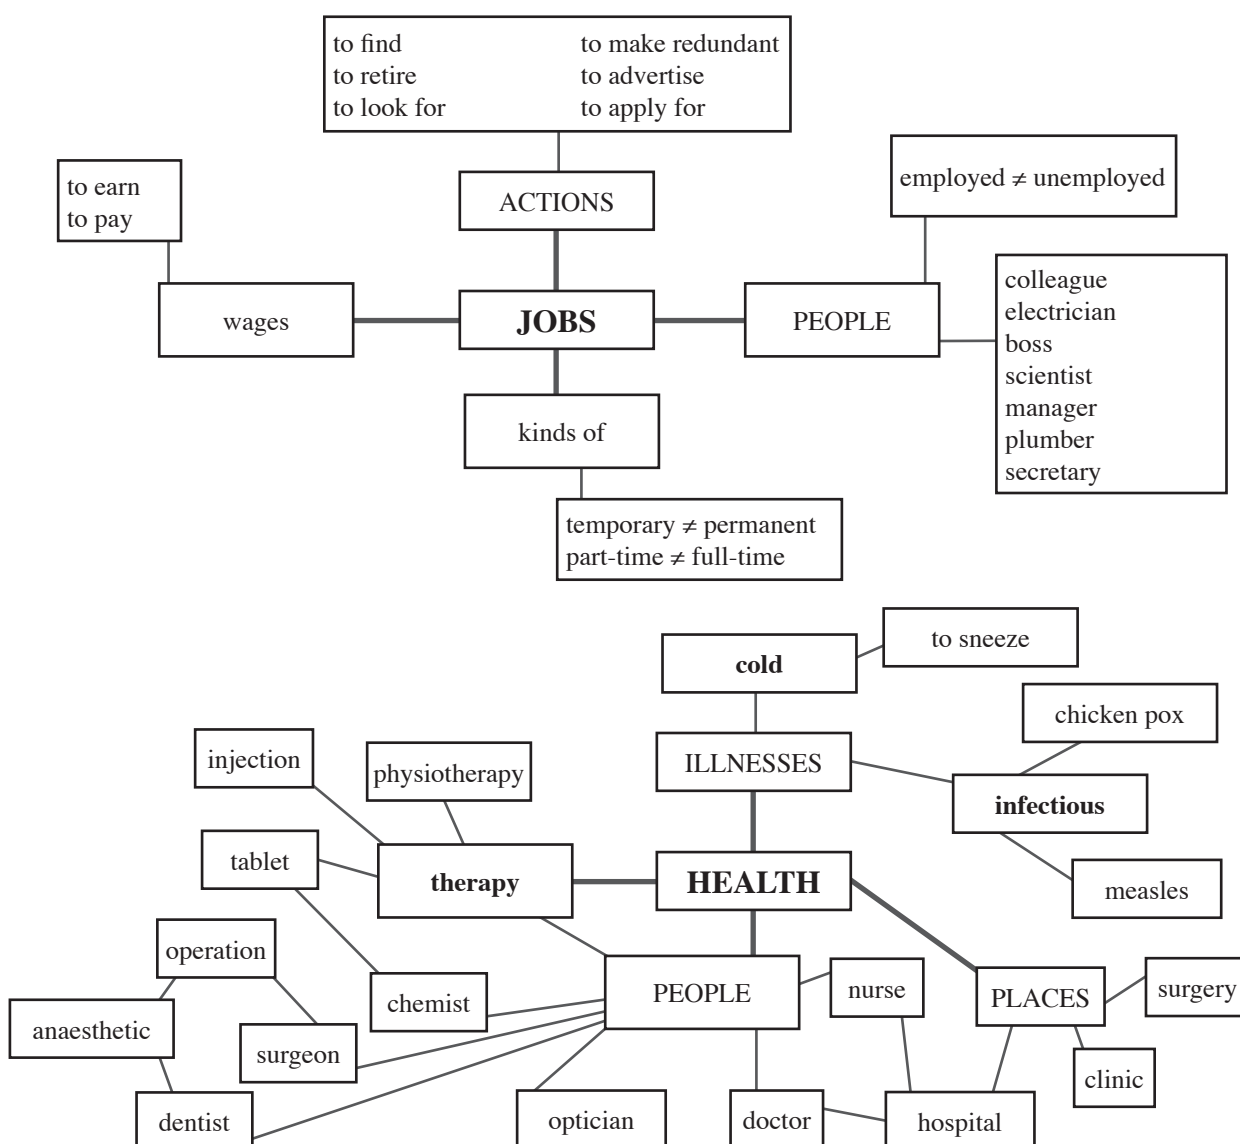 to find to make redundant
to retire to advertise
to look for to apply for
to earn
to pay
ACTIONS
employed ≠ unemployed
wages
JOBS
PEOPLE
colleague
electrician
boss
scientist
manager
plumber
secretary
kinds of
temporary ≠ permanent
part-time ≠ full-time
cold
to sneeze
chicken pox
injection
physiotherapy
ILLNESSES
infectious
tablet
therapy
HEALTH
measles
operation
chemist
PEOPLE
nurse
PLACES
surgery
anaesthetic
surgeon
clinic
dentist
optician
doctor
hospital